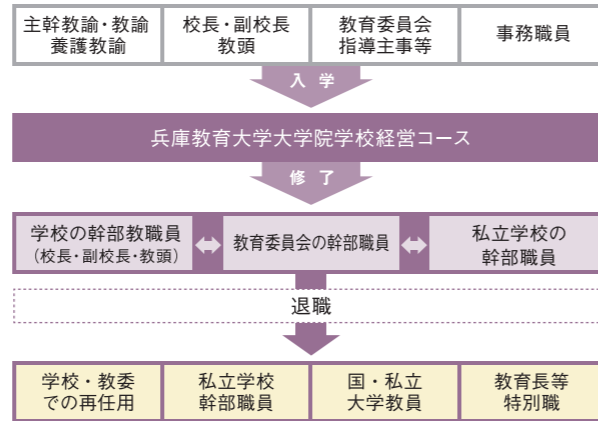 主幹教諭・教諭
養護教諭
校長・副校長
教頭
教育委員会
指導主事等
事務職員
入 学
兵庫教育大学大学院学校経営コース
修 了
学校の幹部教職員
(校長・副校長・教頭)
教育委員会の幹部職員
私立学校の
幹部職員
退職
学校・教委
での再任用
私立学校
幹部職員
国・私立
大学教員
教育長等
特別職